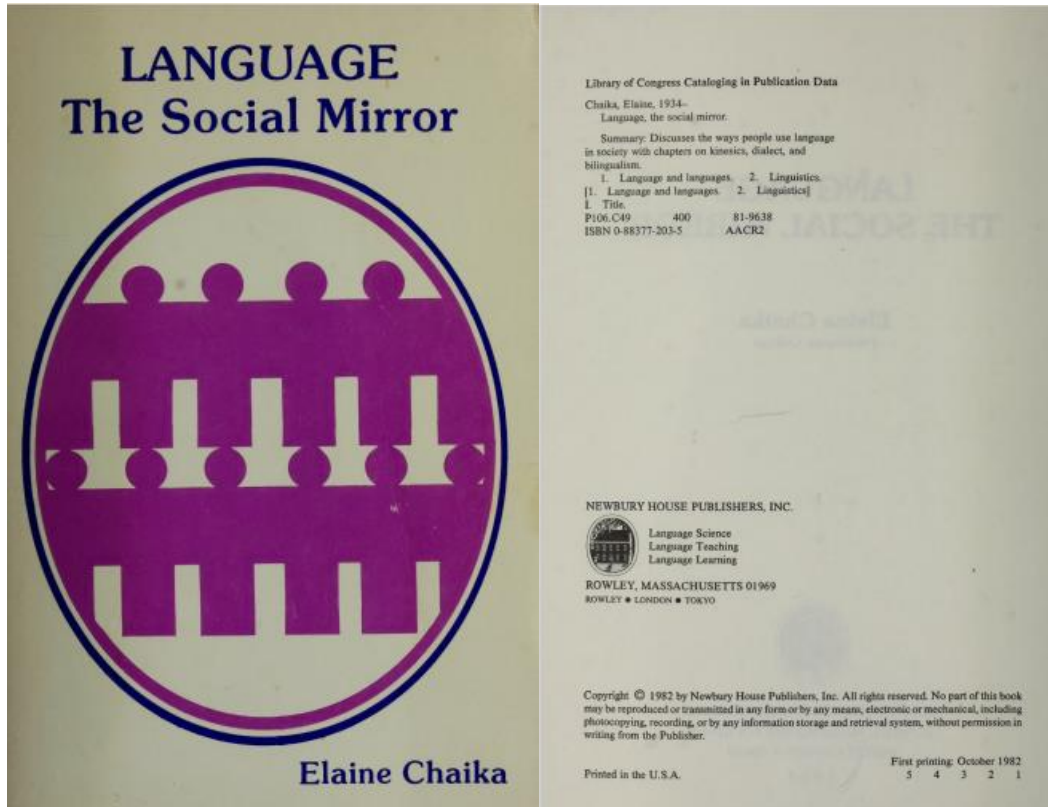 LANGUAGE
The Social Mirror
Elaine Chaika
Library of Congress Cataloging in Publication Data
Chaika, Elaine, 1934–
Language, the social mirror.
Summary: Discusses the ways people use language
in society with chapters on kinesics, dialect, and
bilingualism.
1. Language and languages. 2. Linguistics.
[1. Language and languages. 2. Linguistics]
I. Title.
P106.C49 400 81-9638
ISBN 0-88377-203-5 AACR2
NEWBURY HOUSE PUBLISHERS, INC.
Language Science
Language Teaching
Language Learning
ROWLEY, MASSACHUSETTS 01969
ROWLEY ● LONDON ● TOKYO
Copyright © 1982 by Newbury House Publishers, Inc. All rights reserved. No part of this book
may be reproduced or transmitted in any form or by any means, electronic or mechanical, including
photocopying, recording, or by any information storage and retrieval system, without permission in
writing from the Publisher.
First printing: October 1982
Printed in the U.S.A. 5 4 3 2 1